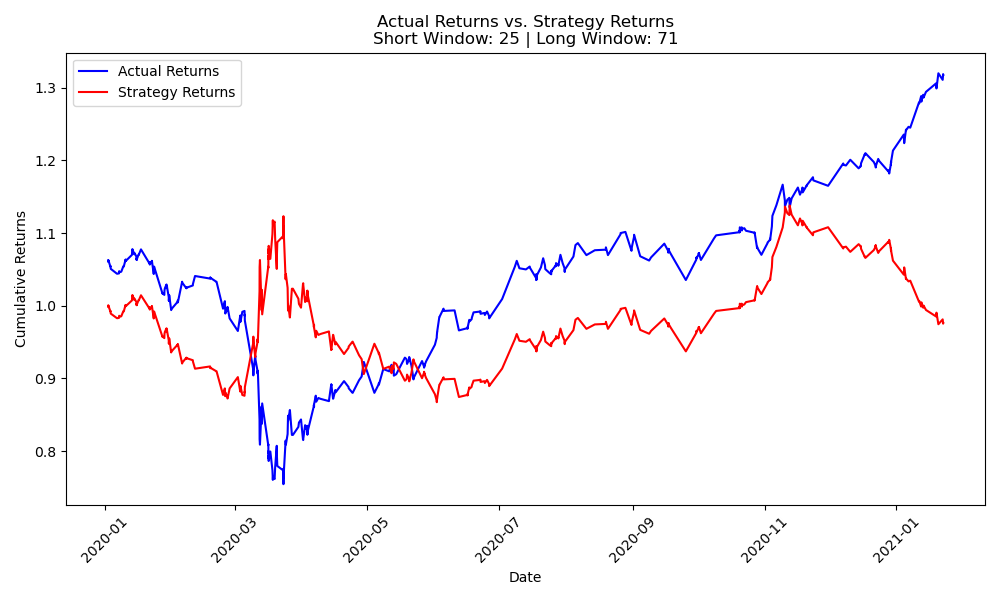 Actual Returns vs. Strategy Returns
Short Window: 25 | Long Window: 71
Actual Returns
Strategy Returns
Cumulative Returns
1.3
1.2
1.1
1.0
0.9
0.8
2020-01
2020-03
2020-05
2020-07
2020-09
2020-11
2021-01
Date